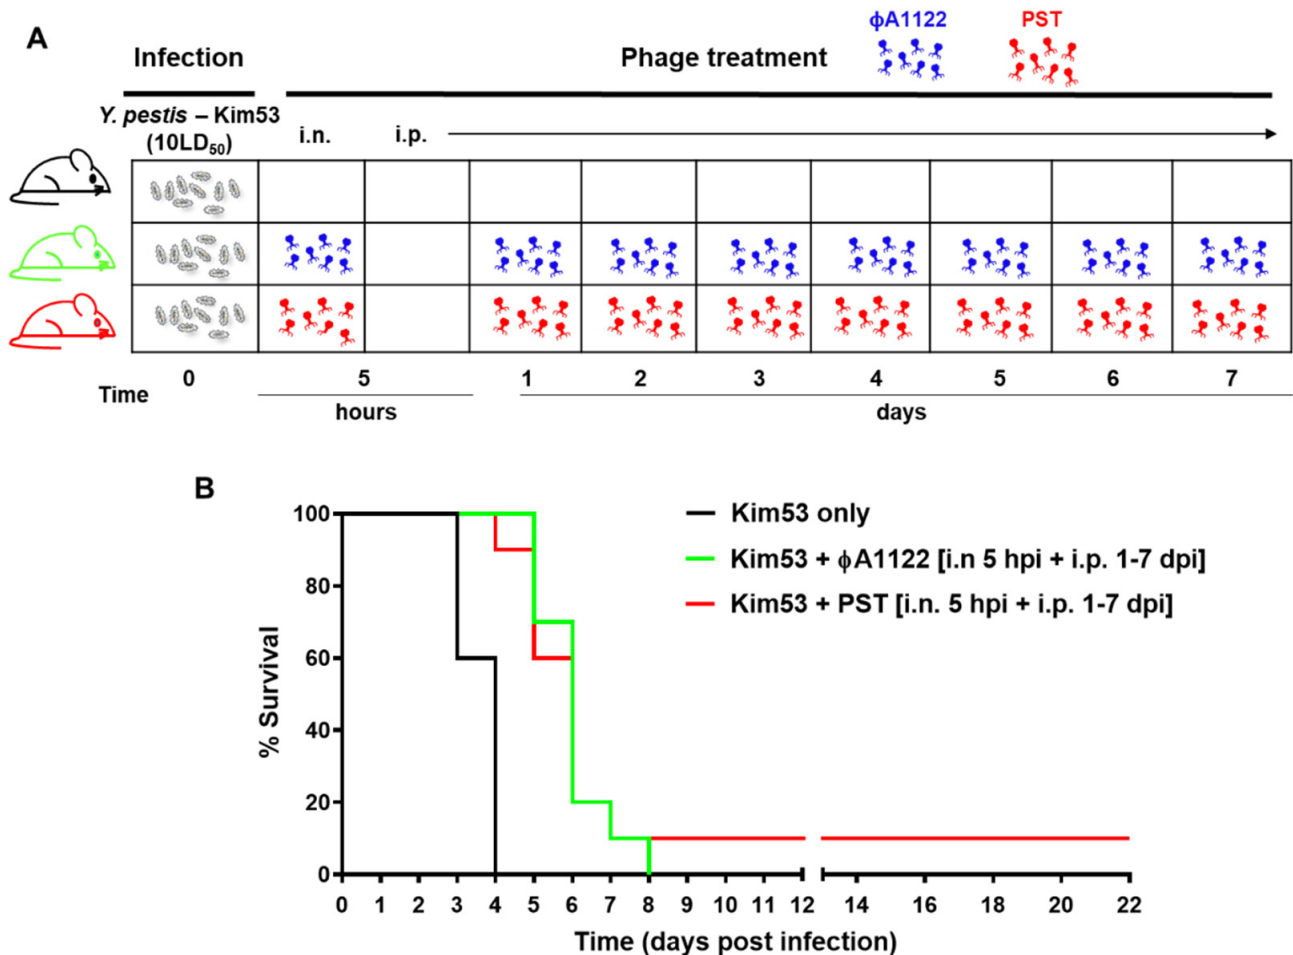 A
ϕA1122 PST
Infection Phage treatment
Y. pestis – Kim53
(10LD50)
i.n. i.p.
Time 0 5 1 2 3 4 5 6 7
hours days
B
100
80
60
40
20
0
% Survival
Kim53 only
Kim53 + ϕA1122 [i.n 5 hpi + i.p. 1-7 dpi]
Kim53 + PST [i.n. 5 hpi + i.p. 1-7 dpi]
0 1 2 3 4 5 6 7 8 9 10 11 12 14 16 18 20 22
Time (days post infection)